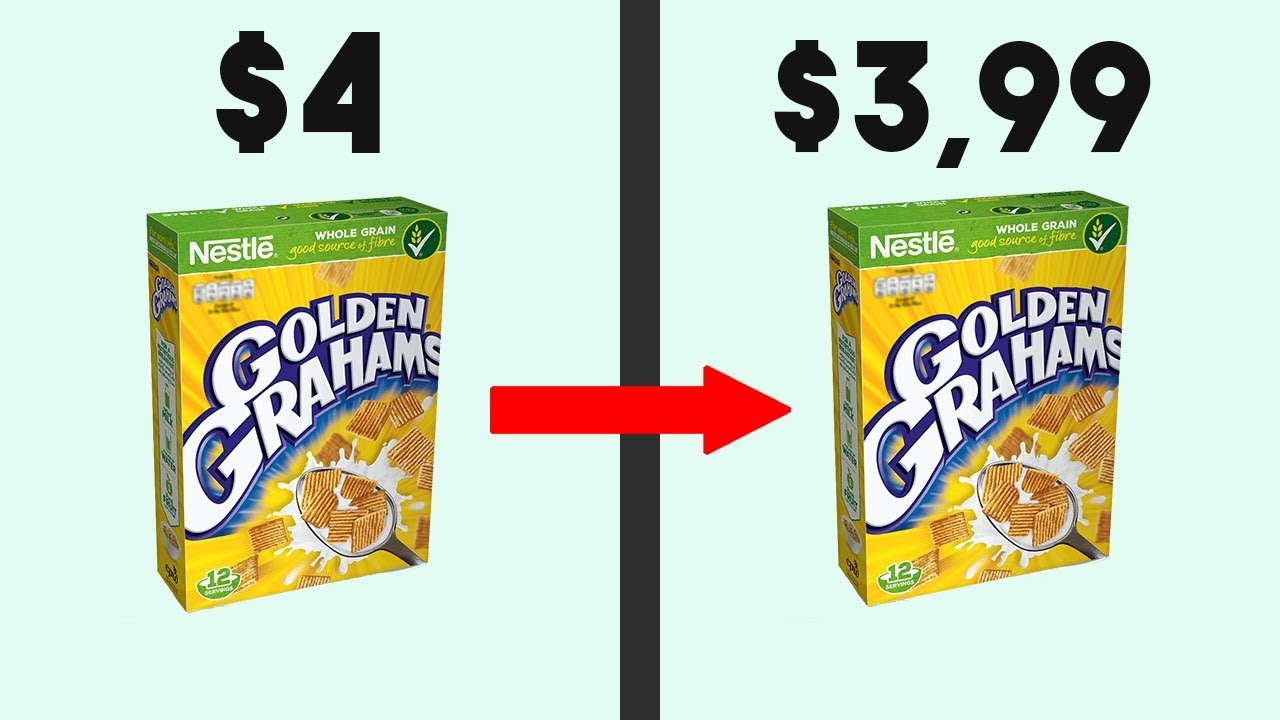 $4
$3,99
Nestlé
WHOLE GRAIN
good source of fibre
GOLDEN
GRAHAMS
12
SERVINGS
Nestlé
WHOLE GRAIN
good source of fibre
GOLDEN
GRAHAMS
12
SERVINGS